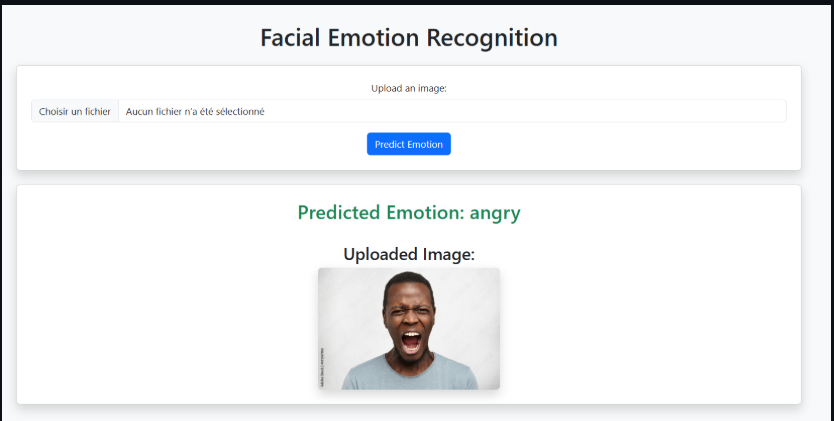 Facial Emotion Recognition
Upload an image:
Choisir un fichier Aucun fichier n'a été sélectionné
Predict Emotion
Predicted Emotion: angry
Uploaded Image: